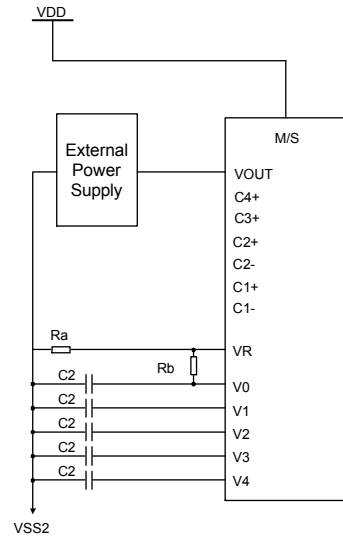 VDD
M/S
External
Power
Supply
VOUT
C4+
C3+
C2+
C2-
C1+
C1-
Ra
VR
Rb
C2
V0
C2
V1
C2
V2
C2
V3
C2
V4
VSS2